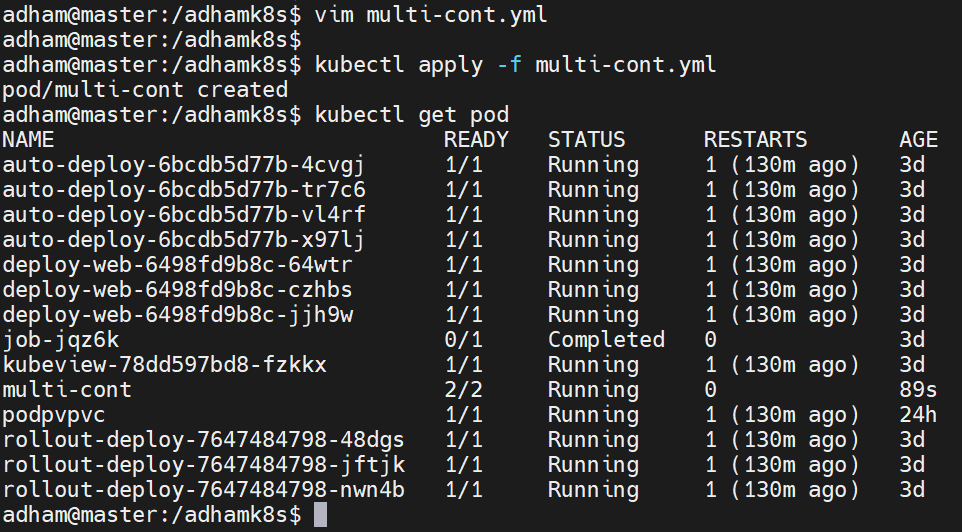 adham@master:/adhamk8s$ vim multi-cont.yml
adham@master:/adhamk8s$
adham@master:/adhamk8s$ kubectl apply -f multi-cont.yml
pod/multi-cont created
adham@master:/adhamk8s$ kubectl get pod
NAME READY STATUS RESTARTS AGE
auto-deploy-6bcdb5d77b-4cvgj 1/1 Running 1 (130m ago) 3d
auto-deploy-6bcdb5d77b-tr7c6 1/1 Running 1 (130m ago) 3d
auto-deploy-6bcdb5d77b-vl4rf 1/1 Running 1 (130m ago) 3d
auto-deploy-6bcdb5d77b-x97lj 1/1 Running 1 (130m ago) 3d
deploy-web-6498fd9b8c-64wtr 1/1 Running 1 (130m ago) 3d
deploy-web-6498fd9b8c-czhbs 1/1 Running 1 (130m ago) 3d
deploy-web-6498fd9b8c-jjh9w 1/1 Running 1 (130m ago) 3d
job-jqz6k 0/1 Completed 0 3d
kubeview-78dd597bd8-fzkkx 1/1 Running 1 (130m ago) 3d
multi-cont 2/2 Running 0 89s
podpvpvc 1/1 Running 1 (130m ago) 24h
rollout-deploy-7647484798-48dgs 1/1 Running 1 (130m ago) 3d
rollout-deploy-7647484798-jftjk 1/1 Running 1 (130m ago) 3d
rollout-deploy-7647484798-nwn4b 1/1 Running 1 (130m ago) 3d
adham@master:/adhamk8s$